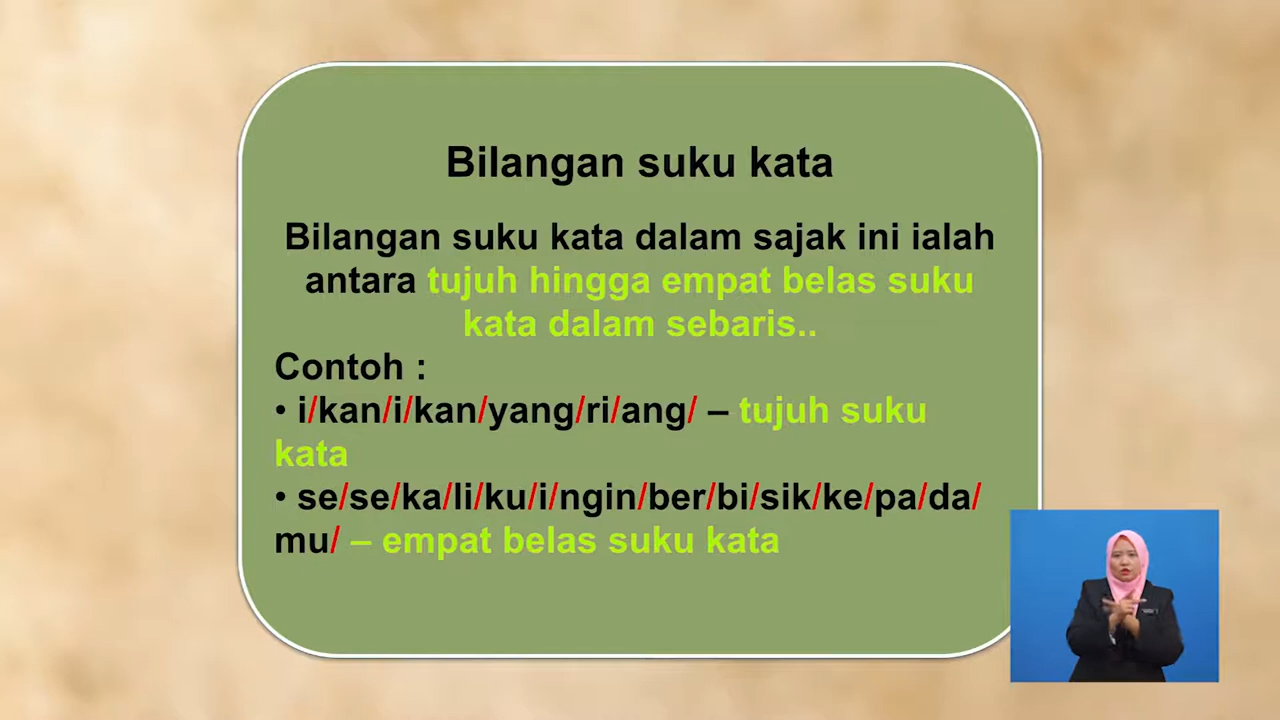 Bilangan suku kata
Bilangan suku kata dalam sajak ini ialah
antara tujuh hingga empat belas suku
kata dalam sebaris..
Contoh :
• i/kan/i/kan/yang/ri/ang/ – tujuh suku
kata
• se/se/ka/li/ku/i/ngin/ber/bi/sik/ke/pa/da/
mu/ – empat belas suku kata